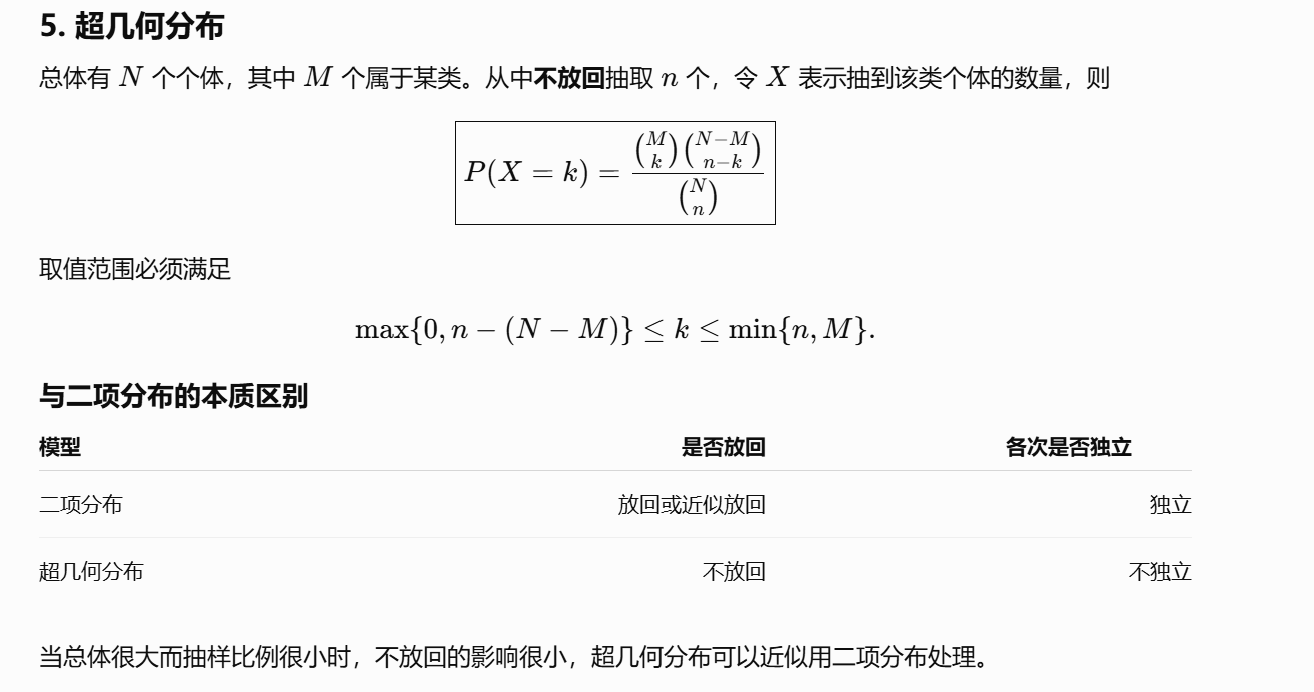 5. 超几何分布
总体有 N 个个体，其中 M 个属于某类。从中不放回抽取 n 个，令 X 表示抽到该类个体的数量，则
P(X = k) = \frac{\binom{M}{k}\binom{N-M}{n-k}}{\binom{N}{n}}
取值范围必须满足
max{0, n − (N − M)} ≤ k ≤ min{n, M}.
与二项分布的本质区别
模型 是否放回 各次是否独立
二项分布 放回或近似放回 独立
超几何分布 不放回 不独立
当总体很大而抽样比例很小时，不放回的影响很小，超几何分布可以近似用二项分布处理。